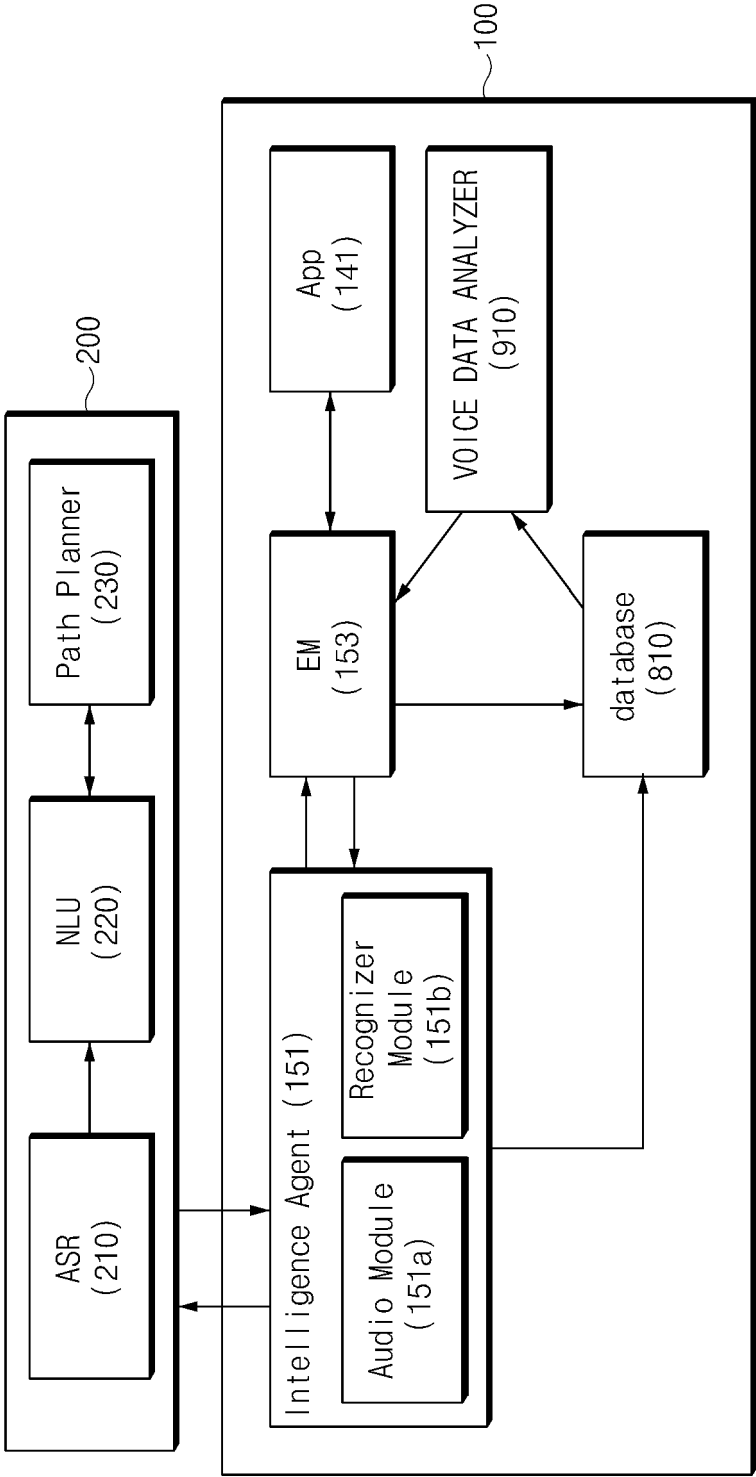 200
ASR
(210)
NLU
(220)
Path Planner
(230)
100
Intelligence Agent (151)
Audio Module
(151a)
Recognizer
Module
(151b)
EM
(153)
App
(141)
VOICE DATA ANALYZER
(910)
database
(810)